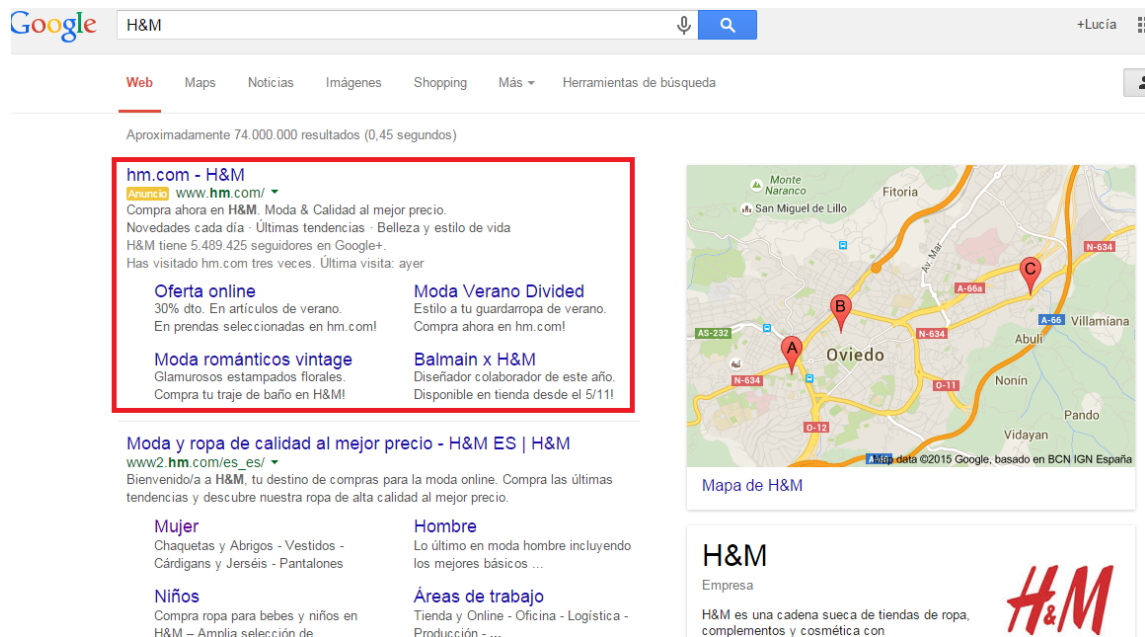 Google
H&M
+Lucía
Web Maps Noticias Imágenes Shopping Más Herramientas de búsqueda
Aproximadamente 74.000.000 resultados (0,45 segundos)
hm.com - H&M
Anuncio www.hm.com/
Compra ahora en H&M. Moda & Calidad al mejor precio.
Novedades cada día · Últimas tendencias · Belleza y estilo de vida
H&M tiene 5.489.425 seguidores en Google+.
Has visitado hm.com tres veces. Última visita: ayer
Oferta online
30% dto. En artículos de verano.
En prendas seleccionadas en hm.com!
Moda Verano Divided
Estilo a tu guardarropa de verano.
Compra ahora en hm.com!
Moda románticos vintage
Glamurosos estampados florales.
Compra tu traje de baño en H&M!
Balmain x H&M
Diseñador colaborador de este año.
Disponible en tienda desde el 5/11!
Moda y ropa de calidad al mejor precio - H&M ES | H&M
www2.hm.com/es_es/
Bienvenido/a a H&M, tu destino de compras para la moda online. Compra las últimas
tendencias y descubre nuestra ropa de alta calidad al mejor precio.
Mujer
Chaquetas y Abrigos - Vestidos -
Cárdigans y Jerséis - Pantalones
Hombre
Lo último en moda hombre incluyendo
los mejores básicos ...
Niños
Compra ropa para bebes y niños en
H&M – Amplia selección de
Áreas de trabajo
Tienda y Online - Oficina - Logística -
Producción - ...
Monte
Naranco
San Miguel de Lillo
Fitoria
Av. Mar
N-634
C
A-66a
B
A-66
Villamiana
AS-232
N-634
Abuli
A
Oviedo
N-634
O-11
Nonín
Pando
O-12
Vidayan
Map data ©2015 Google, basado en BCN IGN España
Mapa de H&M
H&M
Empresa
H&M
H&M es una cadena sueca de tiendas de ropa,
complementos y cosmética con